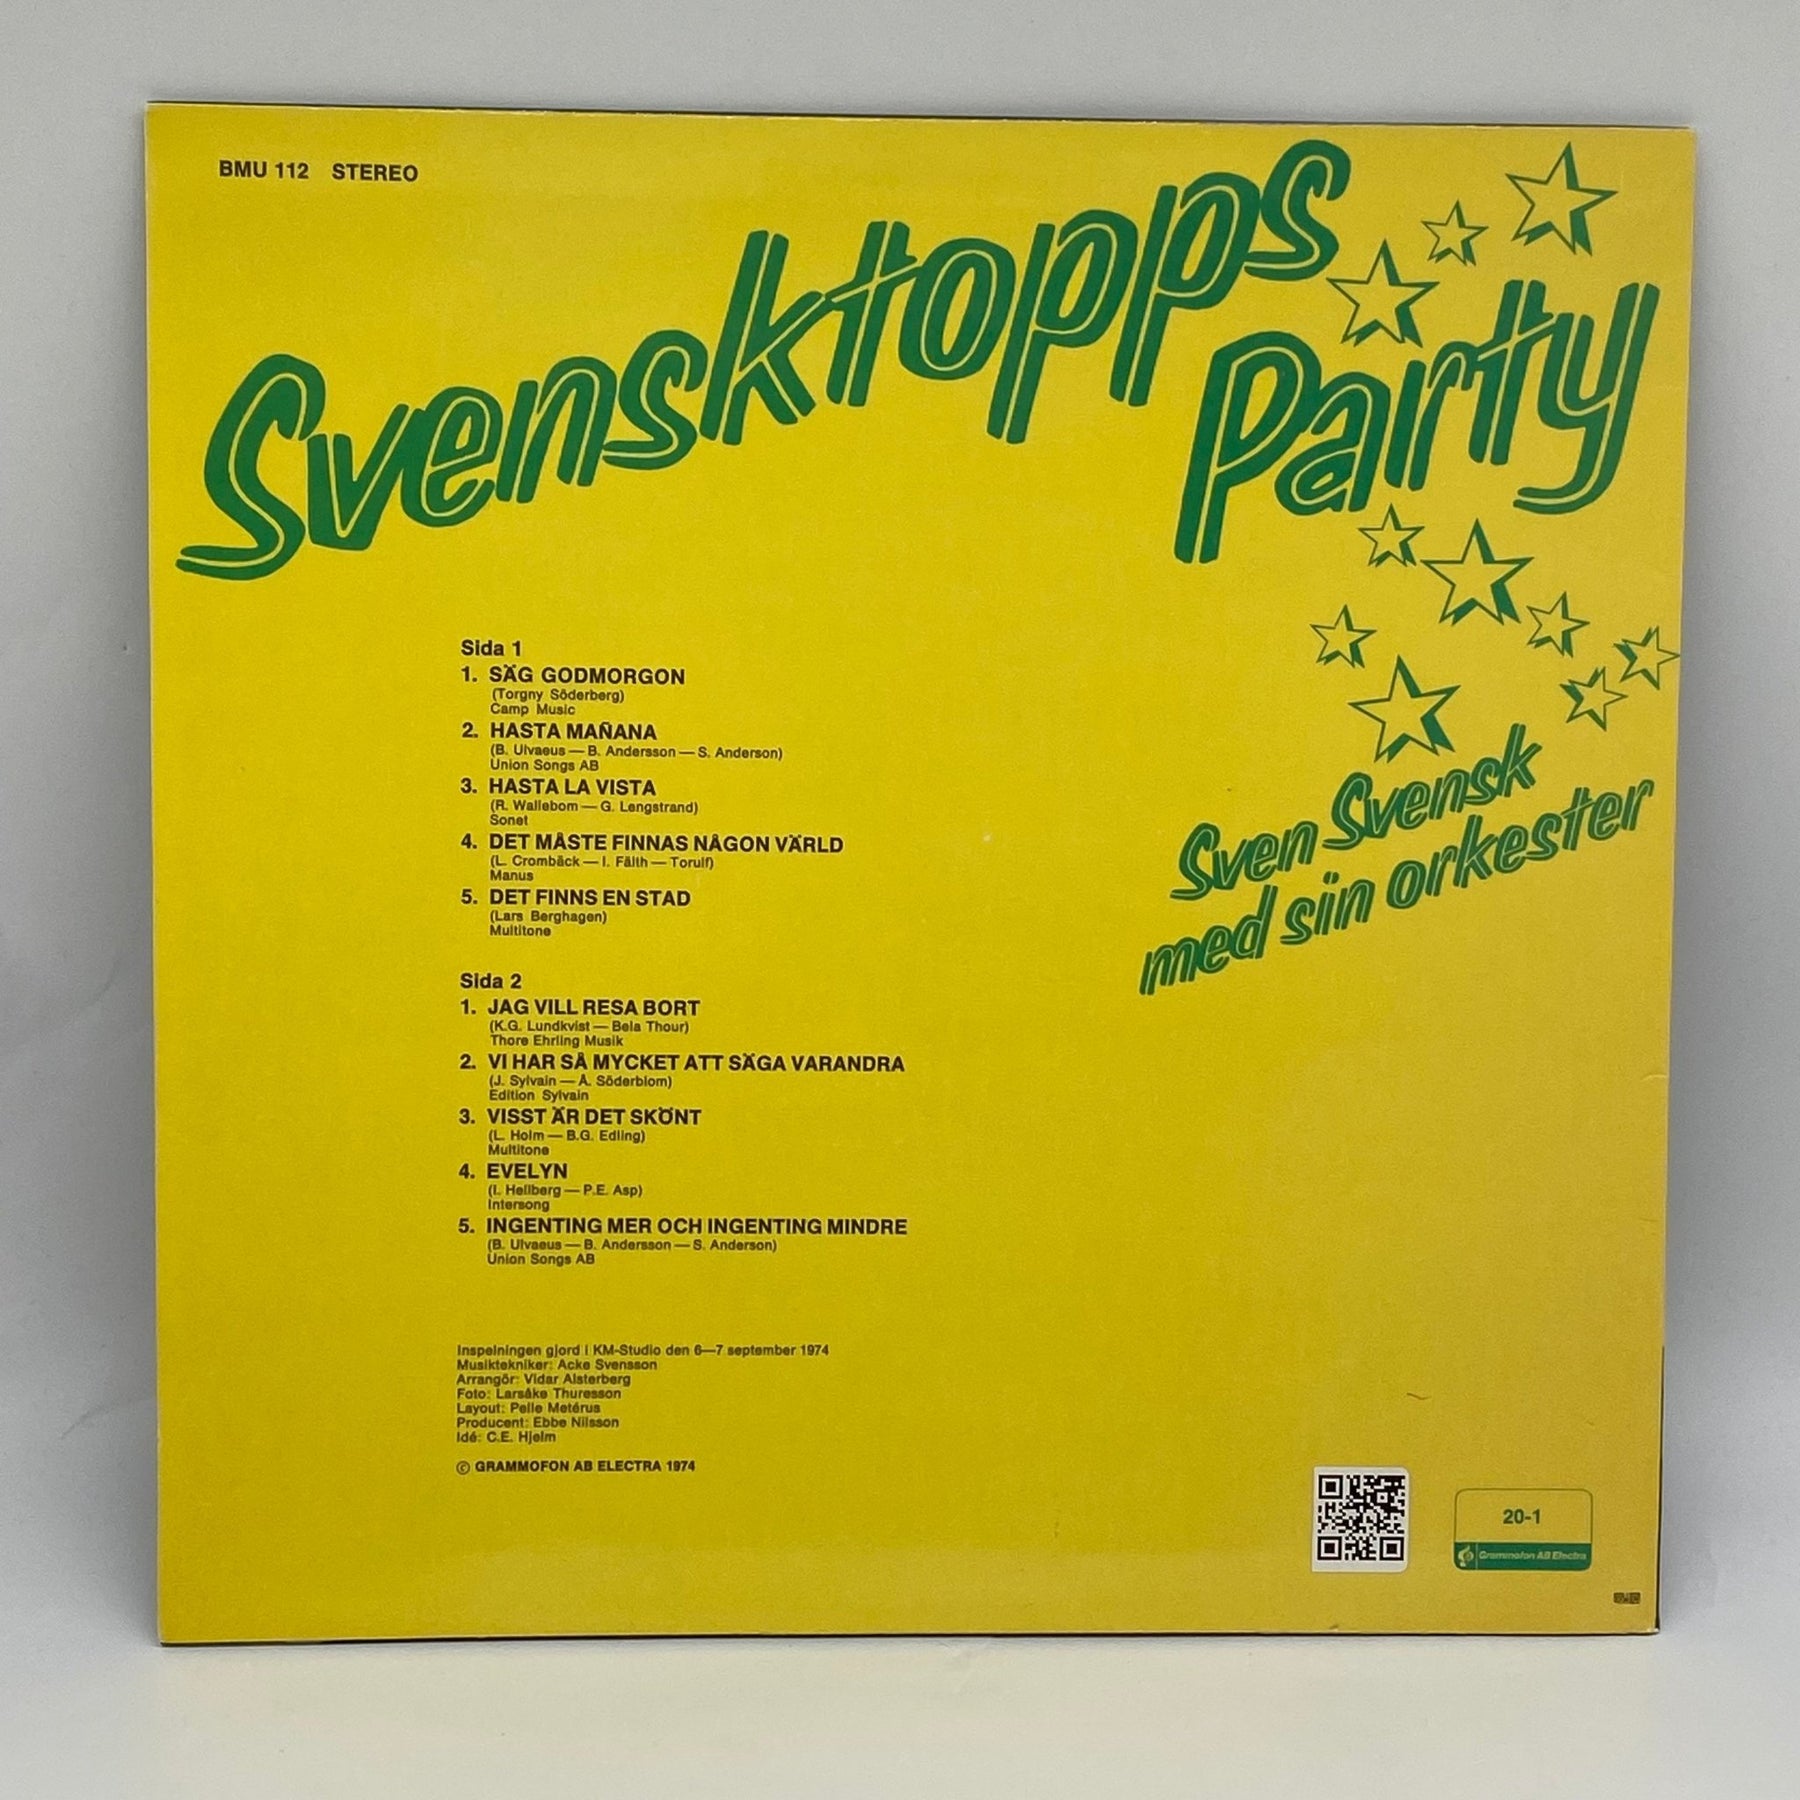 BMU 112 STEREO
Svensktopps
Party
Sida 1
1. SÄG GODMORGON
(Torgny Söderberg)
Camp Music
2. HASTA MAÑANA
(B. Ulvaeus — B. Andersson — S. Anderson)
Union Songs AB
3. HASTA LA VISTA
(R. Wallebom — G. Lengstrand)
Sonet
4. DET MÅSTE FINNAS NÅGON VÄRLD
(L. Crombäck — I. Fälth — Torulf)
Manus
5. DET FINNS EN STAD
(Lars Berghagen)
Multitone
Sven Svensk
med sin orkester
Sida 2
1. JAG VILL RESA BORT
(K.G. Lundkvist — Bela Thour)
Thore Ehrling Musik
2. VI HAR SÅ MYCKET ATT SÄGA VARANDRA
(J. Sylvain — Å. Söderblom)
Edition Sylvain
3. VISST ÄR DET SKÖNT
(L. Holm — B.G. Edling)
Multitone
4. EVELYN
(I. Hellberg — P.E. Asp)
Intersong
5. INGENTING MER OCH INGENTING MINDRE
(B. Ulvaeus — B. Andersson — S. Anderson)
Union Songs AB
Inspelningen gjord i KM-Studio den 6—7 september 1974
Musiktekniker: Acke Svensson
Arrangör: Vidar Alsterberg
Foto: Larsåke Thuresson
Layout: Pelle Metérus
Producent: Ebbe Nilsson
Idé: C.E. Hjelm
© GRAMMOFON AB ELECTRA 1974
20-1
Grammofon AB Electra